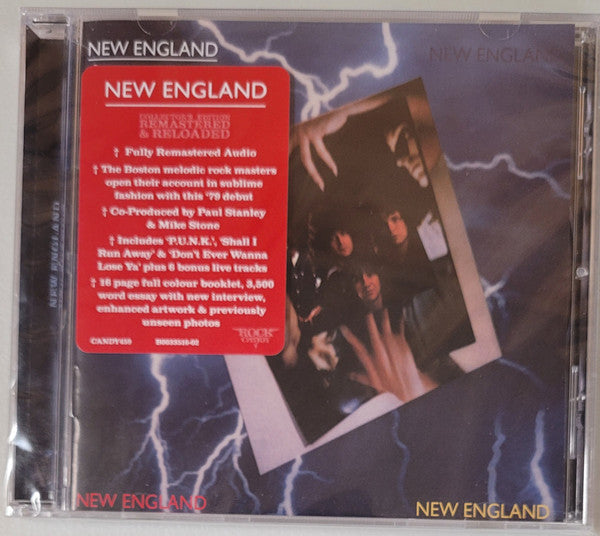 NEW ENGLAND
NEW ENGLAND
NEW ENGLAND
COLLECTOR'S EDITION
REMASTERED
& RELOADED
† Fully Remastered Audio
† The Boston melodic rock masters
open their account in sublime
fashion with this '79 debut
† Co-Produced by Paul Stanley
& Mike Stone
† Includes 'P.U.N.K.', 'Shall I
Run Away' & 'Don't Ever Wanna
Lose Ya' plus 6 bonus live tracks
† 16 page full colour booklet, 3,500
word essay with new interview,
enhanced artwork & previously
unseen photos
CANDY410
ROCK
CANDY
NEW ENGLAND
NEW ENGLAND
NEW ENGLAND